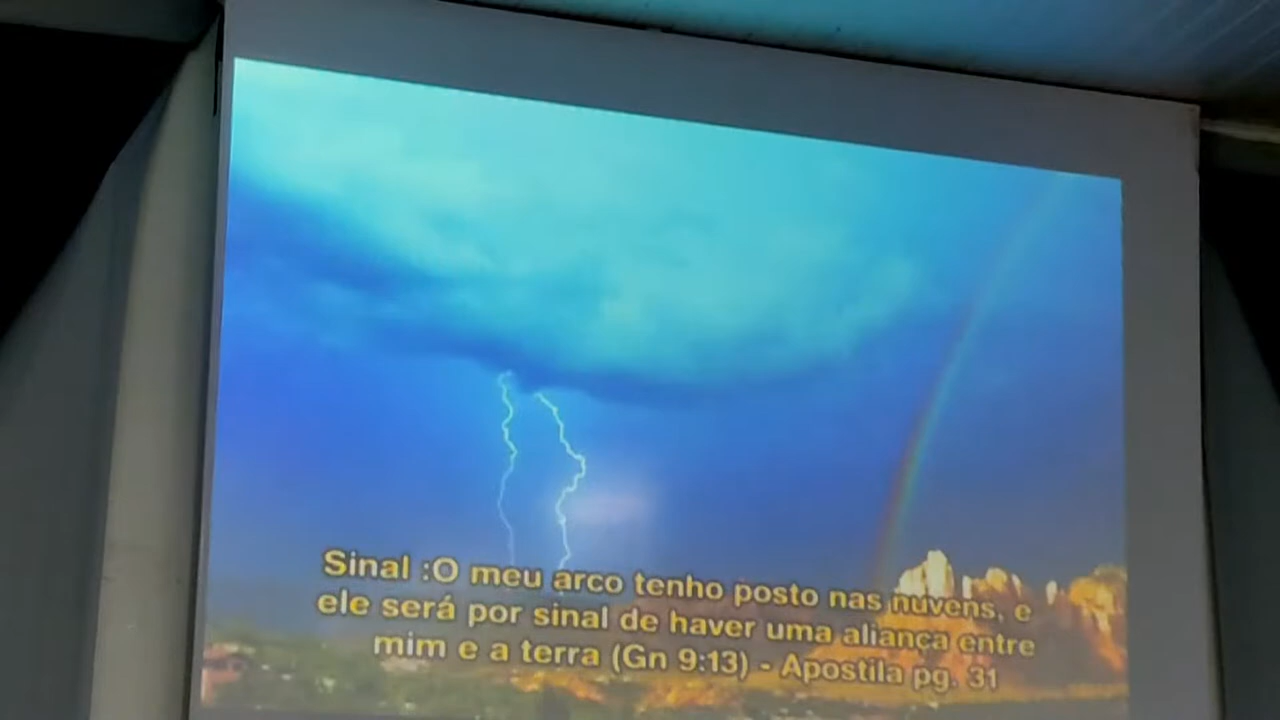 Sinal :O meu arco tenho posto nas nuvens, e
ele será por sinal de haver uma aliança entre
mim e a terra (Gn 9:13) - Apostila pg. 31